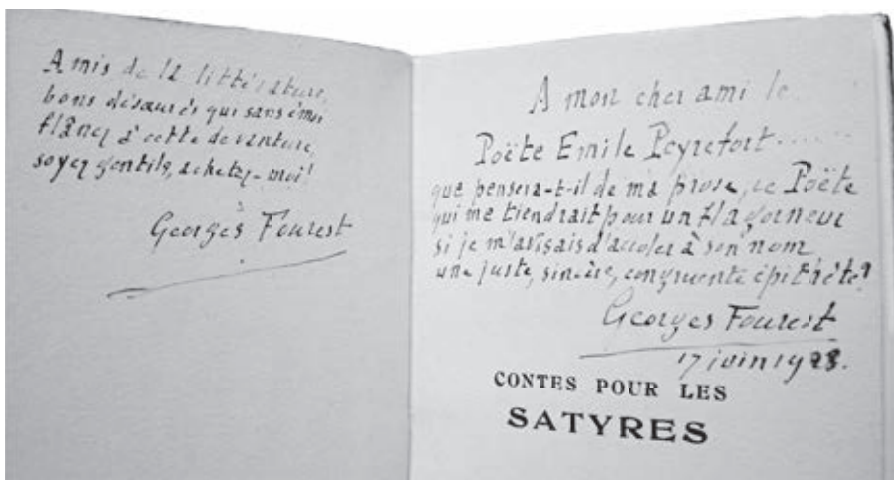 Amis de la littérature,
bons désœuvrés qui sans émoi
flânez à cette devanture,
soyez gentils, achetez-moi!
Georges Fourest
A mon cher ami le
Poëte Emile Peyrefort......
que pensera-t-il de ma prose, ce Poëte
qui me tiendrait pour un flagorneur
si je m'avisais d'accoler à son nom
une juste, sincère, congruente épithète?
Georges Fourest
17 juin 1923.
CONTES POUR LES
SATYRES